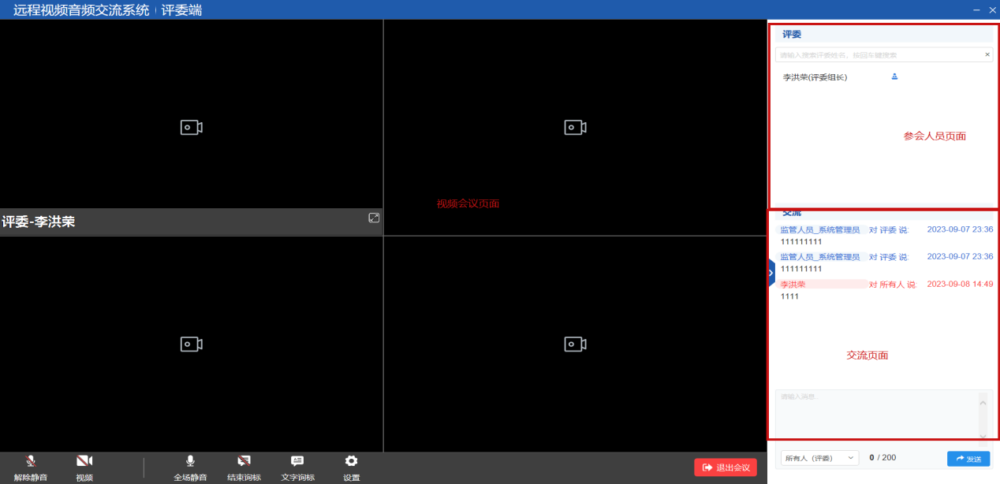 远程视频音频交流系统 | 评委端
评委
请输入搜索评委姓名，按回车键搜索
李洪荣(评委组长)
参会人员页面
视频会议页面
评委-李洪荣
交流
监管人员_系统管理员 对 评委 说: 2023-09-07 23:36
111111111
监管人员_系统管理员 对 评委 说: 2023-09-07 23:36
111111111
李洪荣 对 所有人 说: 2023-09-08 14:49
1111
交流页面
请输入消息...
所有人（评委） 0 / 200 发送
解除静音 视频 全场静音 结束询标 文字询标 设置 退出会议